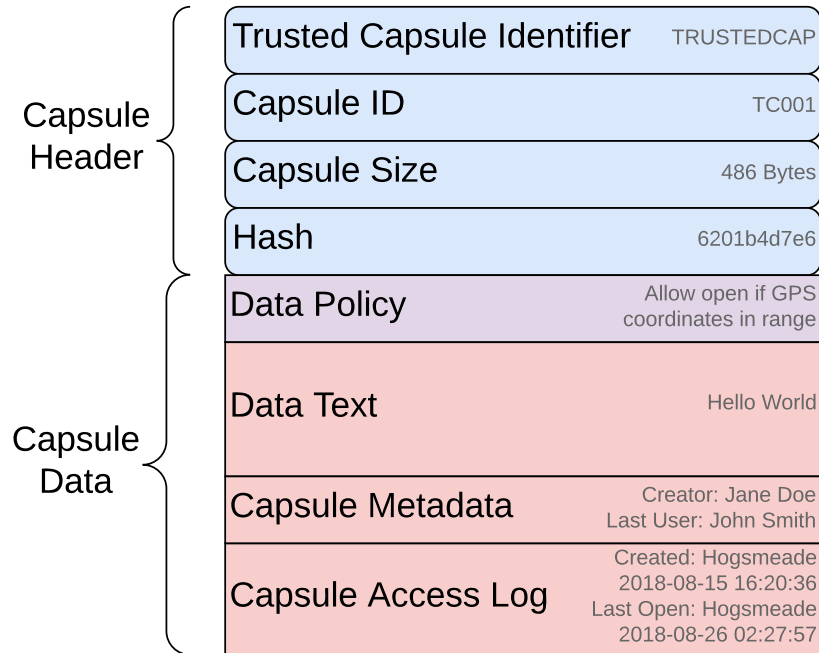 Capsule
Header
Trusted Capsule Identifier TRUSTEDCAP
Capsule ID TC001
Capsule Size 486 Bytes
Hash 6201b4d7e6
Capsule
Data
Data Policy
Allow open if GPS
coordinates in range
Data Text Hello World
Capsule Metadata
Creator: Jane Doe
Last User: John Smith
Capsule Access Log
Created: Hogsmeade
2018-08-15 16:20:36
Last Open: Hogsmeade
2018-08-26 02:27:57